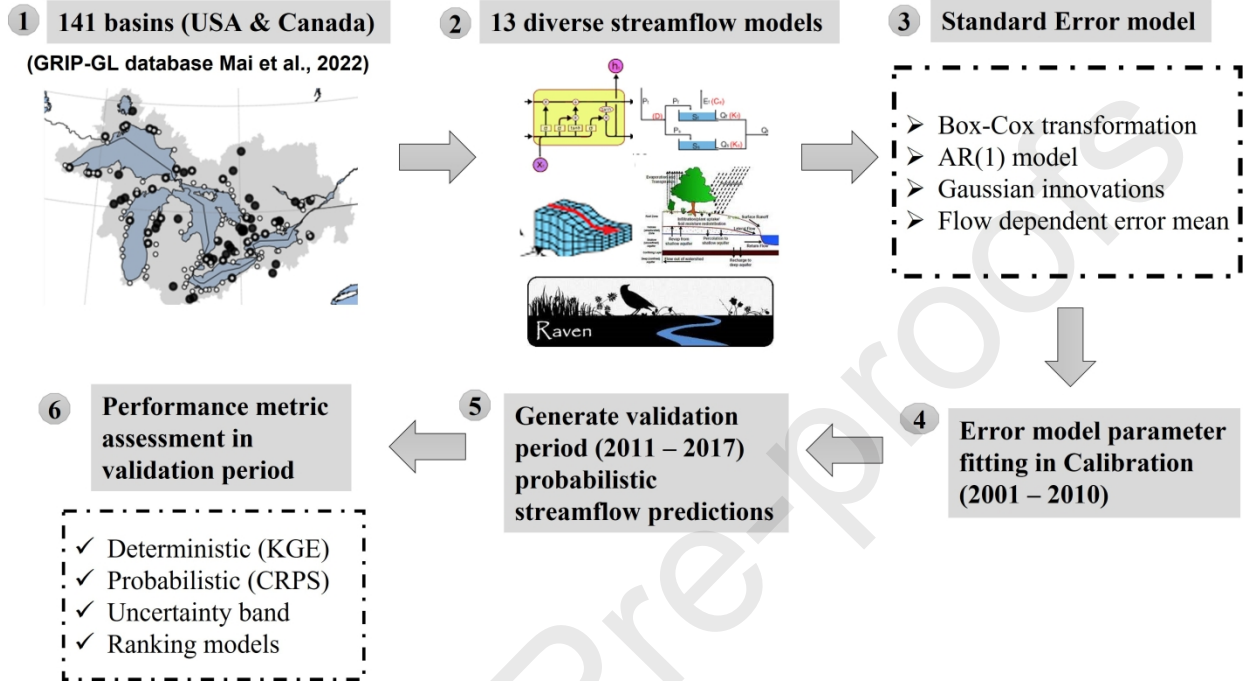 1
141 basins (USA & Canada)
(GRIP-GL database Mai et al., 2022)
2
13 diverse streamflow models
Raven
3
Standard Error model
➢ Box-Cox transformation
➢ AR(1) model
➢ Gaussian innovations
➢ Flow dependent error mean
4
Error model parameter
fitting in Calibration
(2001 – 2010)
5
Generate validation
period (2011 – 2017)
probabilistic
streamflow predictions
6
Performance metric
assessment in
validation period
✓ Deterministic (KGE)
✓ Probabilistic (CRPS)
✓ Uncertainty band
✓ Ranking models
Pre-proofs